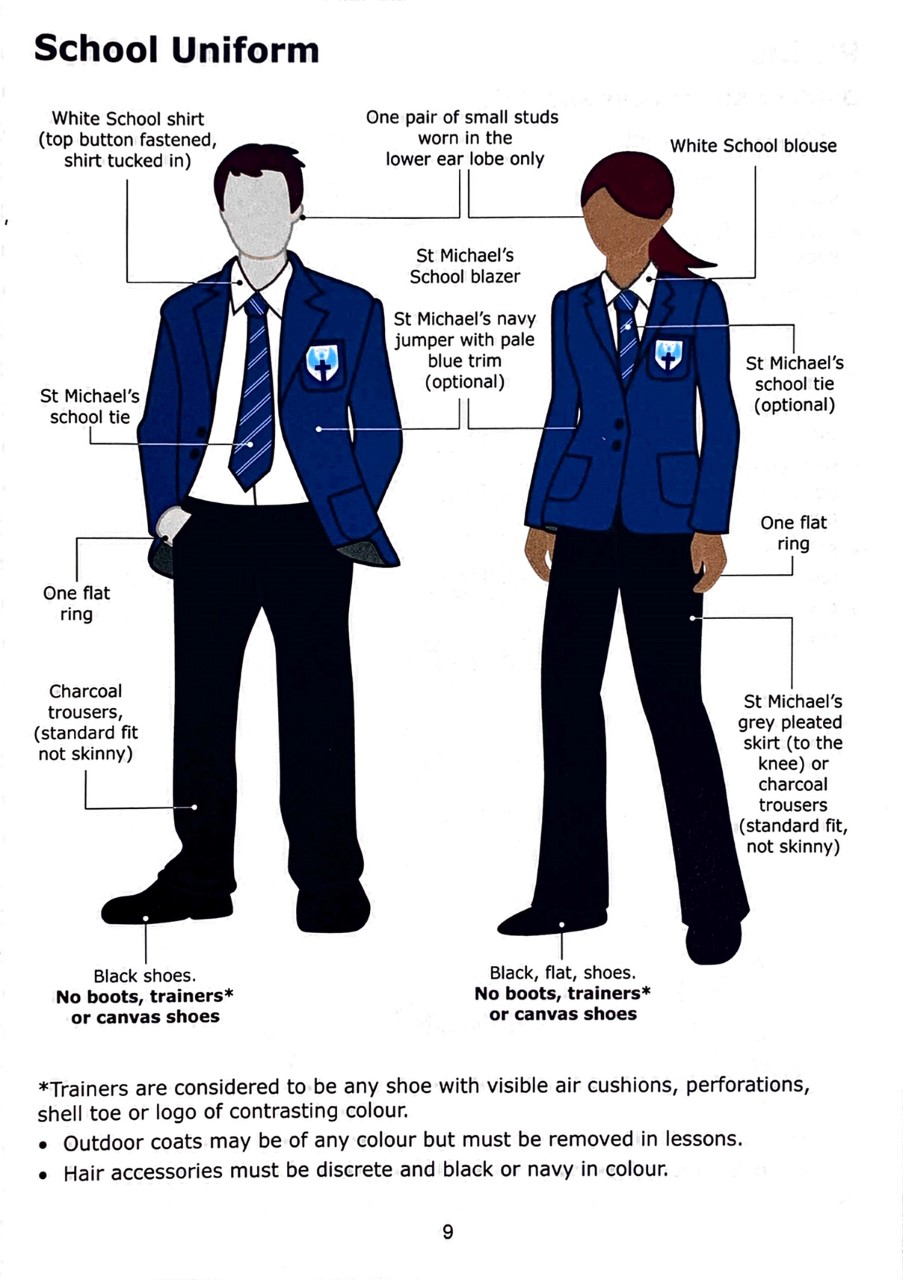 School Uniform
White School shirt
(top button fastened,
shirt tucked in)
One pair of small studs
worn in the
lower ear lobe only
White School blouse
St Michael's
School blazer
St Michael's navy
jumper with pale
blue trim
(optional)
St Michael's
school tie
St Michael's
school tie
(optional)
One flat
ring
One flat
ring
Charcoal
trousers,
(standard fit
not skinny)
St Michael's
grey pleated
skirt (to the
knee) or
charcoal
trousers
(standard fit,
not skinny)
Black shoes.
No boots, trainers*
or canvas shoes
Black, flat, shoes.
No boots, trainers*
or canvas shoes
*Trainers are considered to be any shoe with visible air cushions, perforations,
shell toe or logo of contrasting colour.
• Outdoor coats may be of any colour but must be removed in lessons.
• Hair accessories must be discrete and black or navy in colour.
9